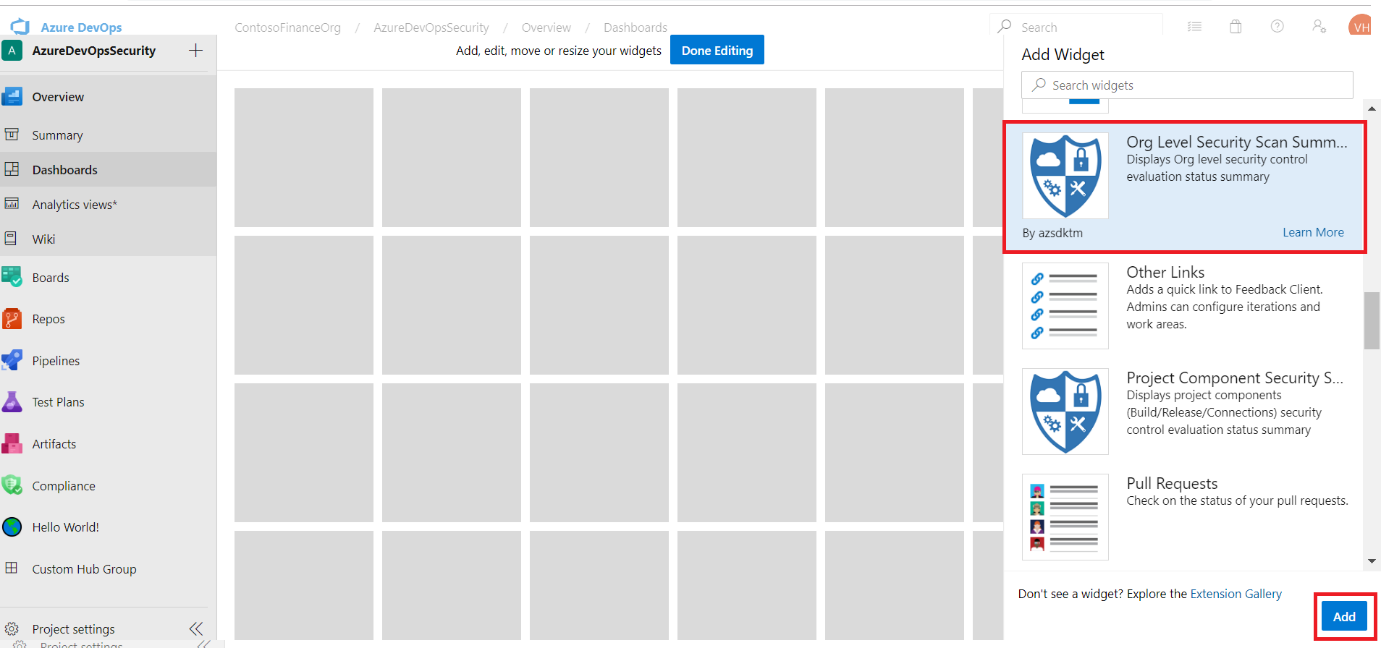 Azure DevOps
ContosoFinanceOrg / AzureDevOpsSecurity / Overview / Dashboards
Search
VH
A AzureDevOpsSecurity
Add, edit, move or resize your widgets
Done Editing
Overview
Summary
Dashboards
Analytics views*
Wiki
Boards
Repos
Pipelines
Test Plans
Artifacts
Compliance
Hello World!
Custom Hub Group
Project settings
Project settings
Add Widget
Search widgets
Org Level Security Scan Summ...
Displays Org level security control
evaluation status summary
By azsdktm
Learn More
Other Links
Adds a quick link to Feedback Client.
Admins can configure iterations and
work areas.
Project Component Security S...
Displays project components
(Build/Release/Connections) security
control evaluation status summary
Pull Requests
Check on the status of your pull requests.
Don't see a widget? Explore the Extension Gallery
Add